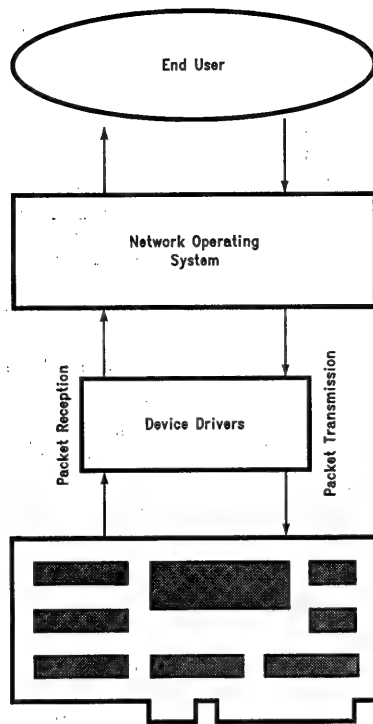 End User
Network Operating
System
Packet Reception
Device Drivers
Packet Transmission